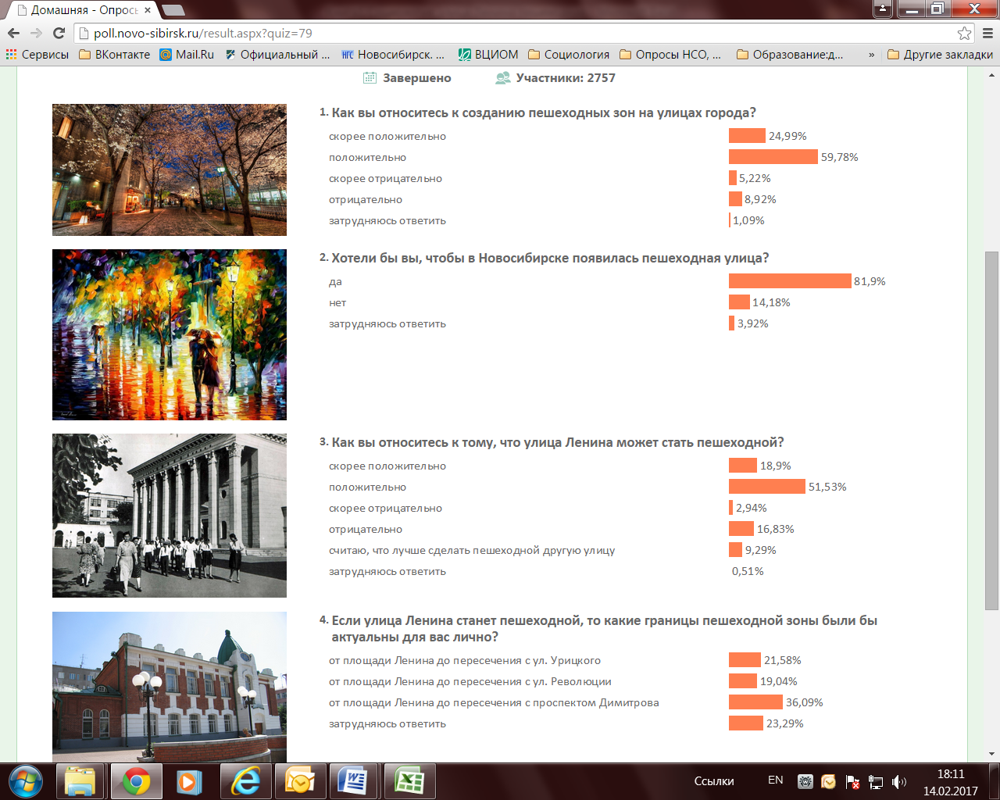 Домашняя - Опрось
poll.novo-sibirsk.ru/result.aspx?quiz=79
Сервисы ВКонтакте Mail.Ru Официальный ... Новосибирск. ... ВЦИОМ Социология Опросы НСО, ... Образование:д... » Другие закладки
Завершено Участники: 2757
1. Как вы относитесь к созданию пешеходных зон на улицах города?
скорее положительно 24,99%
положительно 59,78%
скорее отрицательно 5,22%
отрицательно 8,92%
затрудняюсь ответить 1,09%
2. Хотели бы вы, чтобы в Новосибирске появилась пешеходная улица?
да 81,9%
нет 14,18%
затрудняюсь ответить 3,92%
3. Как вы относитесь к тому, что улица Ленина может стать пешеходной?
скорее положительно 18,9%
положительно 51,53%
скорее отрицательно 2,94%
отрицательно 16,83%
считаю, что лучше сделать пешеходной другую улицу 9,29%
затрудняюсь ответить 0,51%
4. Если улица Ленина станет пешеходной, то какие границы пешеходной зоны были бы
актуальны для вас лично?
от площади Ленина до пересечения с ул. Урицкого 21,58%
от площади Ленина до пересечения с ул. Революции 19,04%
от площади Ленина до пересечения с проспектом Димитрова 36,09%
затрудняюсь ответить 23,29%
Ссылки EN 18:11
14.02.2017